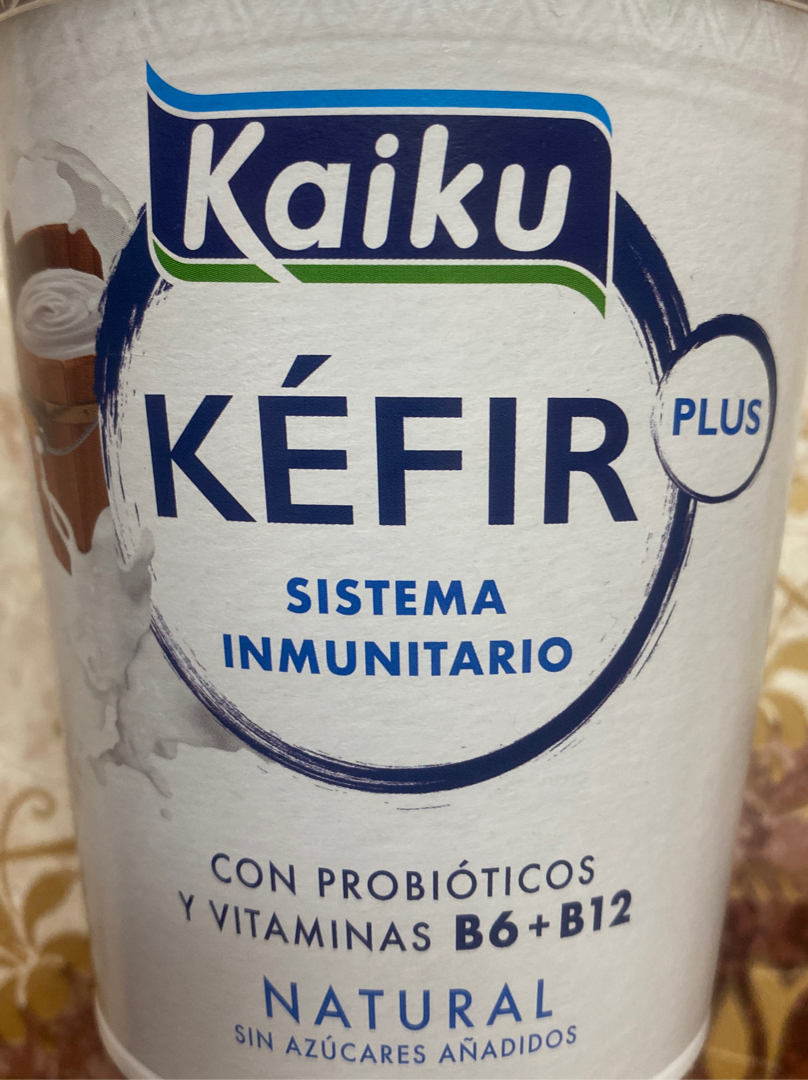 Kaiku
KÉFIR
PLUS
SISTEMA
INMUNITARIO
CON PROBIÓTICOS
Y VITAMINAS B6+B12
NATURAL
SIN AZÚCARES AÑADIDOS